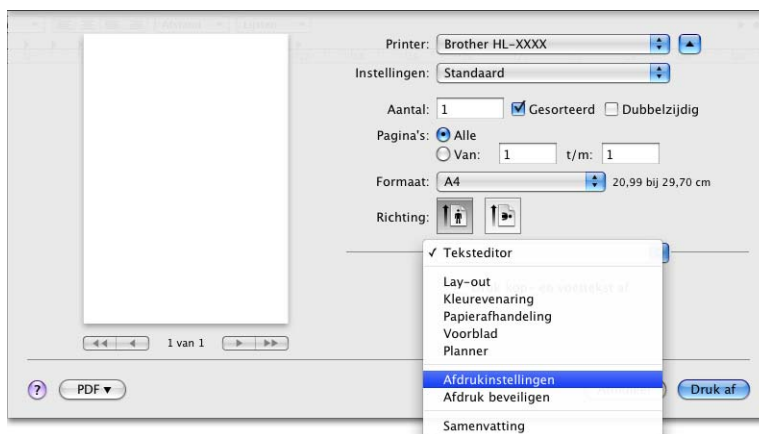 Printer: Brother HL-XXXX
Instellingen: Standaard
Aantal: 1 Gesorteerd Dubbelzijdig
Pagina's: Alle
Van: 1 t/m: 1
Formaat: A4 20,99 bij 29,70 cm
Richting:
✓ Teksteditor
Lay-out
Kleurevenaring
Papierafhandeling
Voorblad
Planner
Afdrukinstellingen
Afdruk beveiligen
Samenvatting
1 van 1
? PDF ▼ Druk af